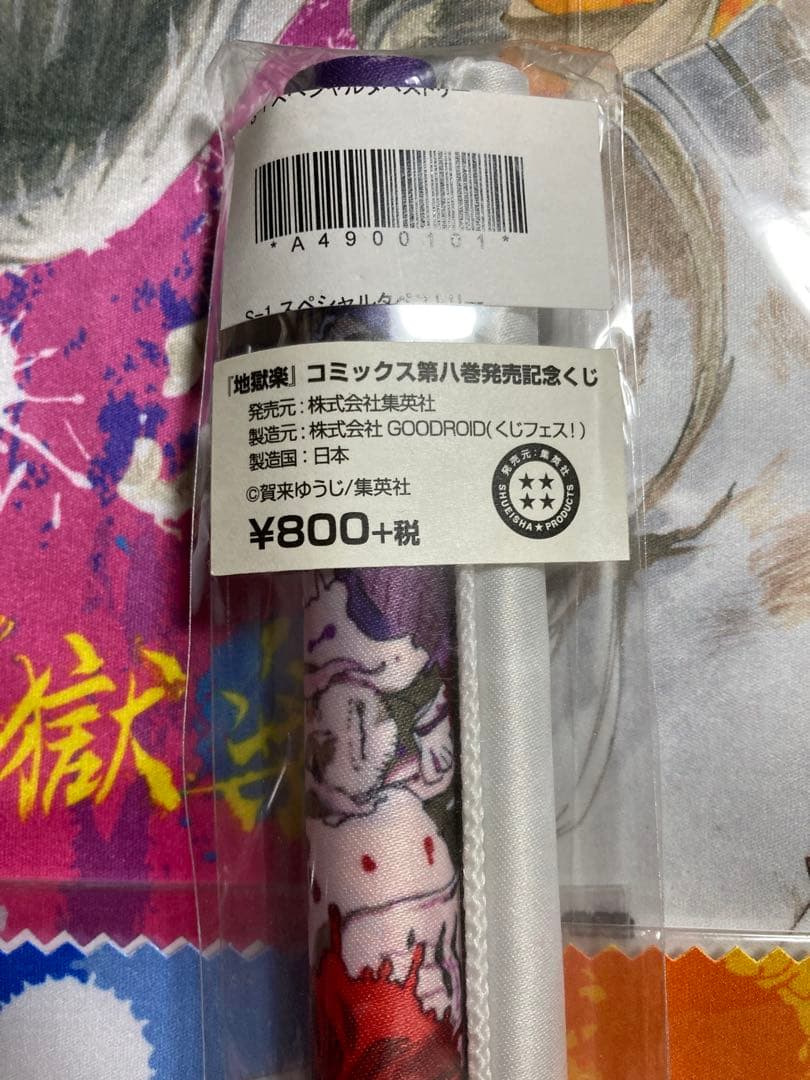 S-1 スペシャルタペストリー
*A4900101*
S-1 スペシャルタペストリー
『地獄楽』コミックス第八巻発売記念くじ
発売元:株式会社集英社
製造元:株式会社 GOODROID(くじフェス!)
製造国:日本
©賀来ゆうじ/集英社
¥800+税
発売元:集英社
SHUEISHA★PRODUCTS
獄楽